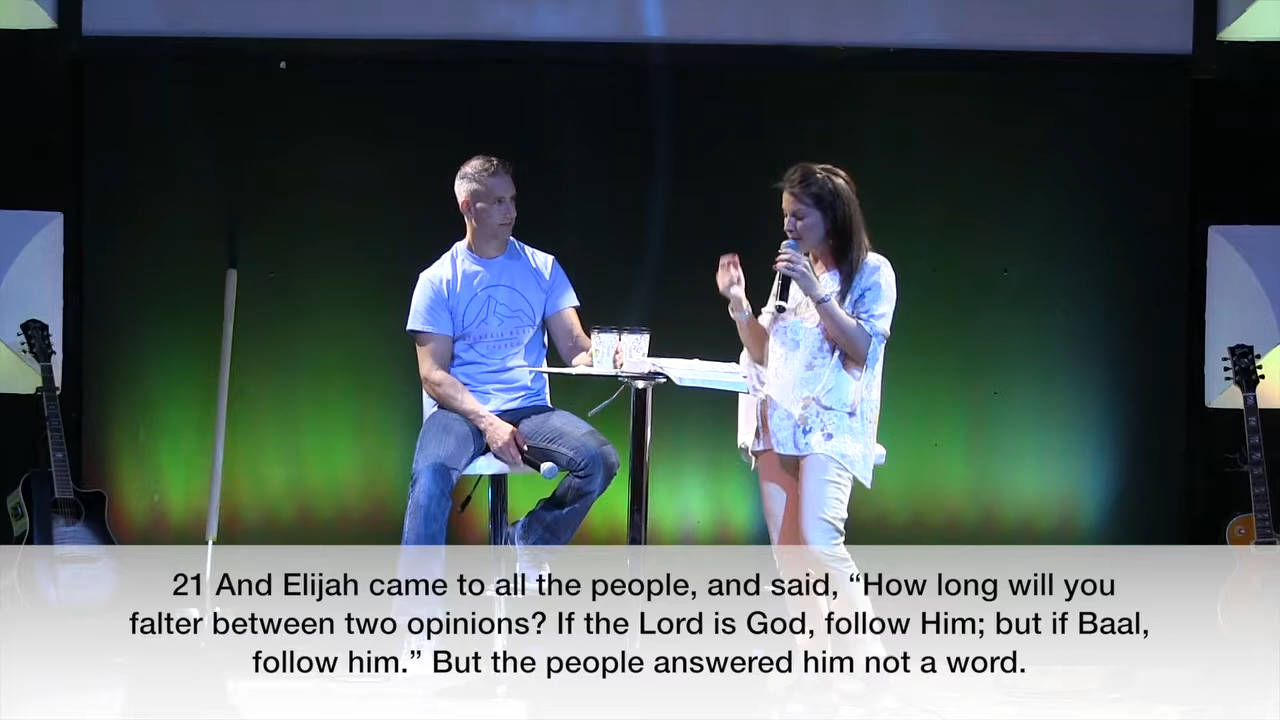 CHURCH
21 And Elijah came to all the people, and said, “How long will you
falter between two opinions? If the Lord is God, follow Him; but if Baal,
follow him.” But the people answered him not a word.